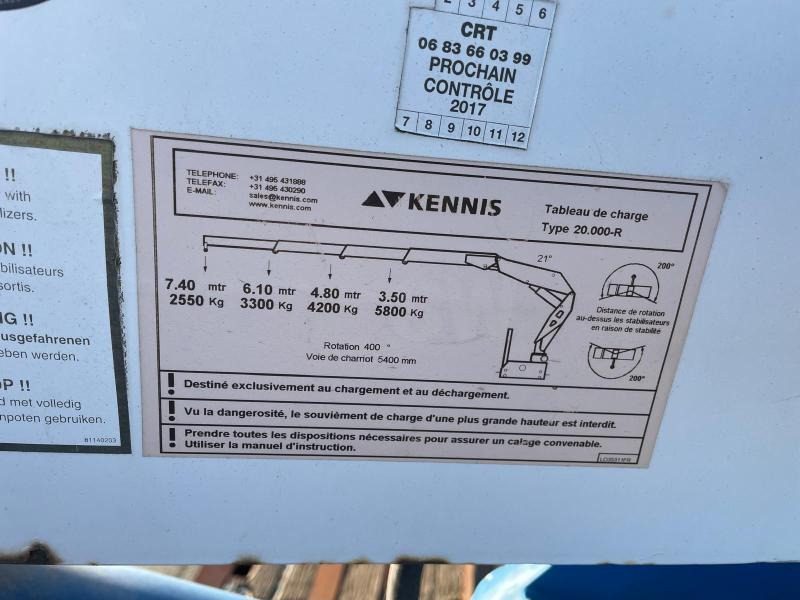 3 4 5 6
CRT
06 83 66 03 99
PROCHAIN
CONTRÔLE
2017
7 8 9 10 11 12
!!
with
lizers.
N !!
bilisateurs
sortis.
G !!
usgefahrenen
eben werden.
P !!
d met volledig
npoten gebruiken.
81140203
TELEPHONE: +31 495 431888
TELEFAX: +31 495 430290
E-MAIL: sales@kennis.com
www.kennis.com
KENNIS
Tableau de charge
Type 20.000-R
21°
200°
7.40 mtr 6.10 mtr 4.80 mtr 3.50 mtr
2550 Kg 3300 Kg 4200 Kg 5800 Kg
Distance de rotation
au-dessus les stabilisateurs
en raison de stabilité
200°
Rotation 400 °
Voie de charriot 5400 mm
! Destiné exclusivement au chargement et au déchargement.
! Vu la dangerosité, le souvièment de charge d'une plus grande hauteur est interdit.
! Prendre toutes les dispositions nécessaires pour assurer un calage convenable.
Utiliser la manuel d'instruction.